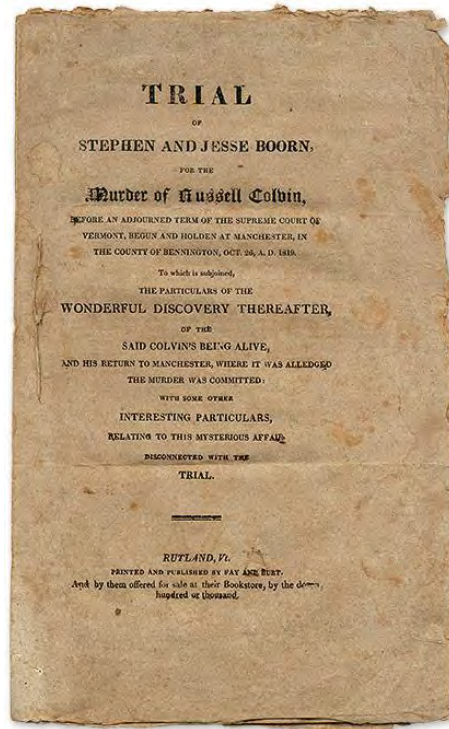 TRIAL
OF
STEPHEN AND JESSE BOORN,
FOR THE
Murder of Russell Colvin,
BEFORE AN ADJOURNED TERM OF THE SUPREME COURT OF
VERMONT, BEGUN AND HOLDEN AT MANCHESTER, IN
THE COUNTY OF BENNINGTON, OCT. 26, A. D. 1819.
To which is subjoined,
THE PARTICULARS OF THE
WONDERFUL DISCOVERY THEREAFTER,
OF THE
SAID COLVIN'S BEING ALIVE,
AND HIS RETURN TO MANCHESTER, WHERE IT WAS ALLEDGED
THE MURDER WAS COMMITTED:
WITH SOME OTHER
INTERESTING PARTICULARS,
RELATING TO THIS MYSTERIOUS AFFAIR
DISCONNECTED WITH THE
TRIAL.
RUTLAND, Vt.
PRINTED AND PUBLISHED BY FAY AND BURT.
And by them offered for sale at their Bookstore, by the dozen,
hundred or thousand.